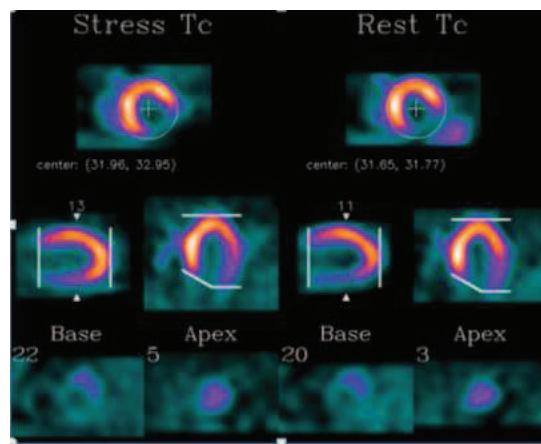 Stress Tc
Rest Tc
center: (31.96, 32.95)
center: (31.65, 31.77)
13
11
Base
Apex
Base
Apex
22
5
20
3